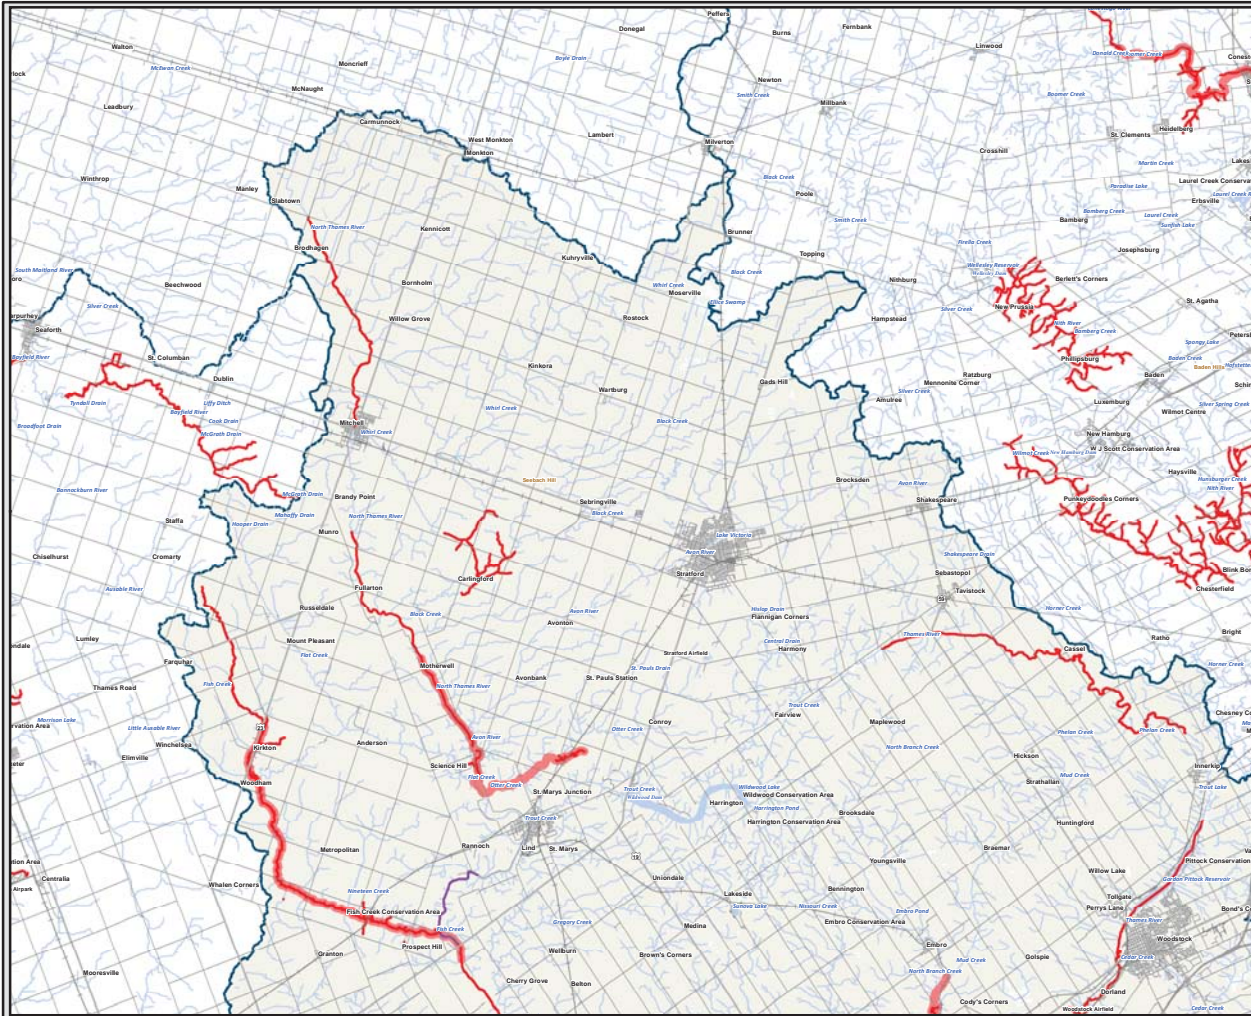 Peffers
Donegal
Burns
Fernbank
Walton
Linwood
Donald Creek
Boomer Creek
McEwan Creek
Moncrieff
Boyle Drain
Newton
Smith Creek
McNaught
Boomer Creek
Leadbury
Millbank
Carmunnock
West Monkton
Monkton
Lambert
Milverton
St. Clements
Heidelberg
Crosshill
Martin Creek
Winthrop
Manley
Black Creek
Paradise Lake
Laurel Creek
Erbsville
Slabtown
Poole
Bamberg Creek
Laurel Creek
Sunfish Lake
Bamberg
Smith Creek
North Thames River
Kennicott
Brunner
Firella Creek
Josephsburg
Brodhagen
Kuhryville
Topping
Wellesley Reservoir
Wellesley Dam
South Maitland River
Beechwood
Bornholm
Whirl Creek
Moserville
Black Creek
Nithburg
Berlett's Corners
Silver Creek
Ellice Swamp
Silver Creek
New Prussia
St. Agatha
Seaforth
Willow Grove
Rostock
Hampstead
Nith River
Bamberg Creek
Spongy Lake
Bayfield River
St. Columban
Kinkora
Phillipsburg
Baden Creek
Baden Hills
Dublin
Wartburg
Gads Hill
Ratzburg
Mennonite Corner
Baden
Tyndall Drain
Liffy Ditch
Bayfield River
Whirl Creek
Silver Creek
Amulree
Luxemburg
Silver Spring Creek
Wilmot Centre
Broadfoot Drain
Cook Drain
McGrath Drain
Mitchell
Whirl Creek
Black Creek
New Hamburg
W J Scott Conservation Area
Wilmot Creek
New Hamburg Dam
Haysville
Hunsburger Creek
Nith River
Bannockburn River
McGrath Drain
Brandy Point
Seebach Hill
Sebringville
Black Creek
Brocksden
Avon River
Shakespeare
Punkeydoodles Corners
Staffa
Hooper Drain
Mahaffy Drain
North Thames River
Munro
Lake Victoria
Avon River
Chiselhurst
Cromarty
Shakespeare Drain
Stratford
Carlingford
Sebastopol
Tavistock
59
Chesterfield
Ausable River
Fullarton
Russeldale
Black Creek
Avon River
Avonton
Hislop Drain
Flannigan Corners
Horner Creek
Lumley
Mount Pleasant
Flat Creek
Central Drain
Harmony
Thames River
Cassel
Ratho
Bright
Stratford Airfield
Farquhar
Motherwell
St. Pauls Drain
St. Pauls Station
Horner Creek
Thames Road
Fish Creek
North Thames River
Avonbank
Trout Creek
Fairview
Maplewood
Morrison Lake
Little Ausable River
23
Conroy
Otter Creek
Phelan Creek
Phelan Creek
Winchelsea
Kirkton
Anderson
Avon River
North Branch Creek
Elimville
Science Hill
Hickson
Innerkip
Woodham
Flat Creek
Otter Creek
Strathallan
Mud Creek
St. Marys Junction
Trout Creek
Wildwood Dam
Wildwood Lake
Wildwood Conservation Area
Trout Lake
Harrington
Harrington Pond
Brooksdale
Harrington Conservation Area
Huntingford
Trout Creek
Metropolitan
Rannoch
Lind
St. Marys
19
Youngsville
Braemar
Pittock Conservation
Whalen Corners
Centralia
Airpark
Uniondale
Willow Lake
Gordon Pittock Reservoir
Nineteen Creek
Lakeside
Bennington
Tollgate
Perrys Lane
Fish Creek Conservation Area
Sunova Lake
Missouri Creek
Embro Pond
Embro Conservation Area
Thames River
Fish Creek
Gregory Creek
Medina
Woodstock
Prospect Hill
Granton
Wellburn
Brown's Corners
Embro
Golspie
Cedar Creek
Mud Creek
North Branch Creek
Mooresville
Cherry Grove
Belton
Cody's Corners
Dorland
Woodstock Airfield
Cedar Creek